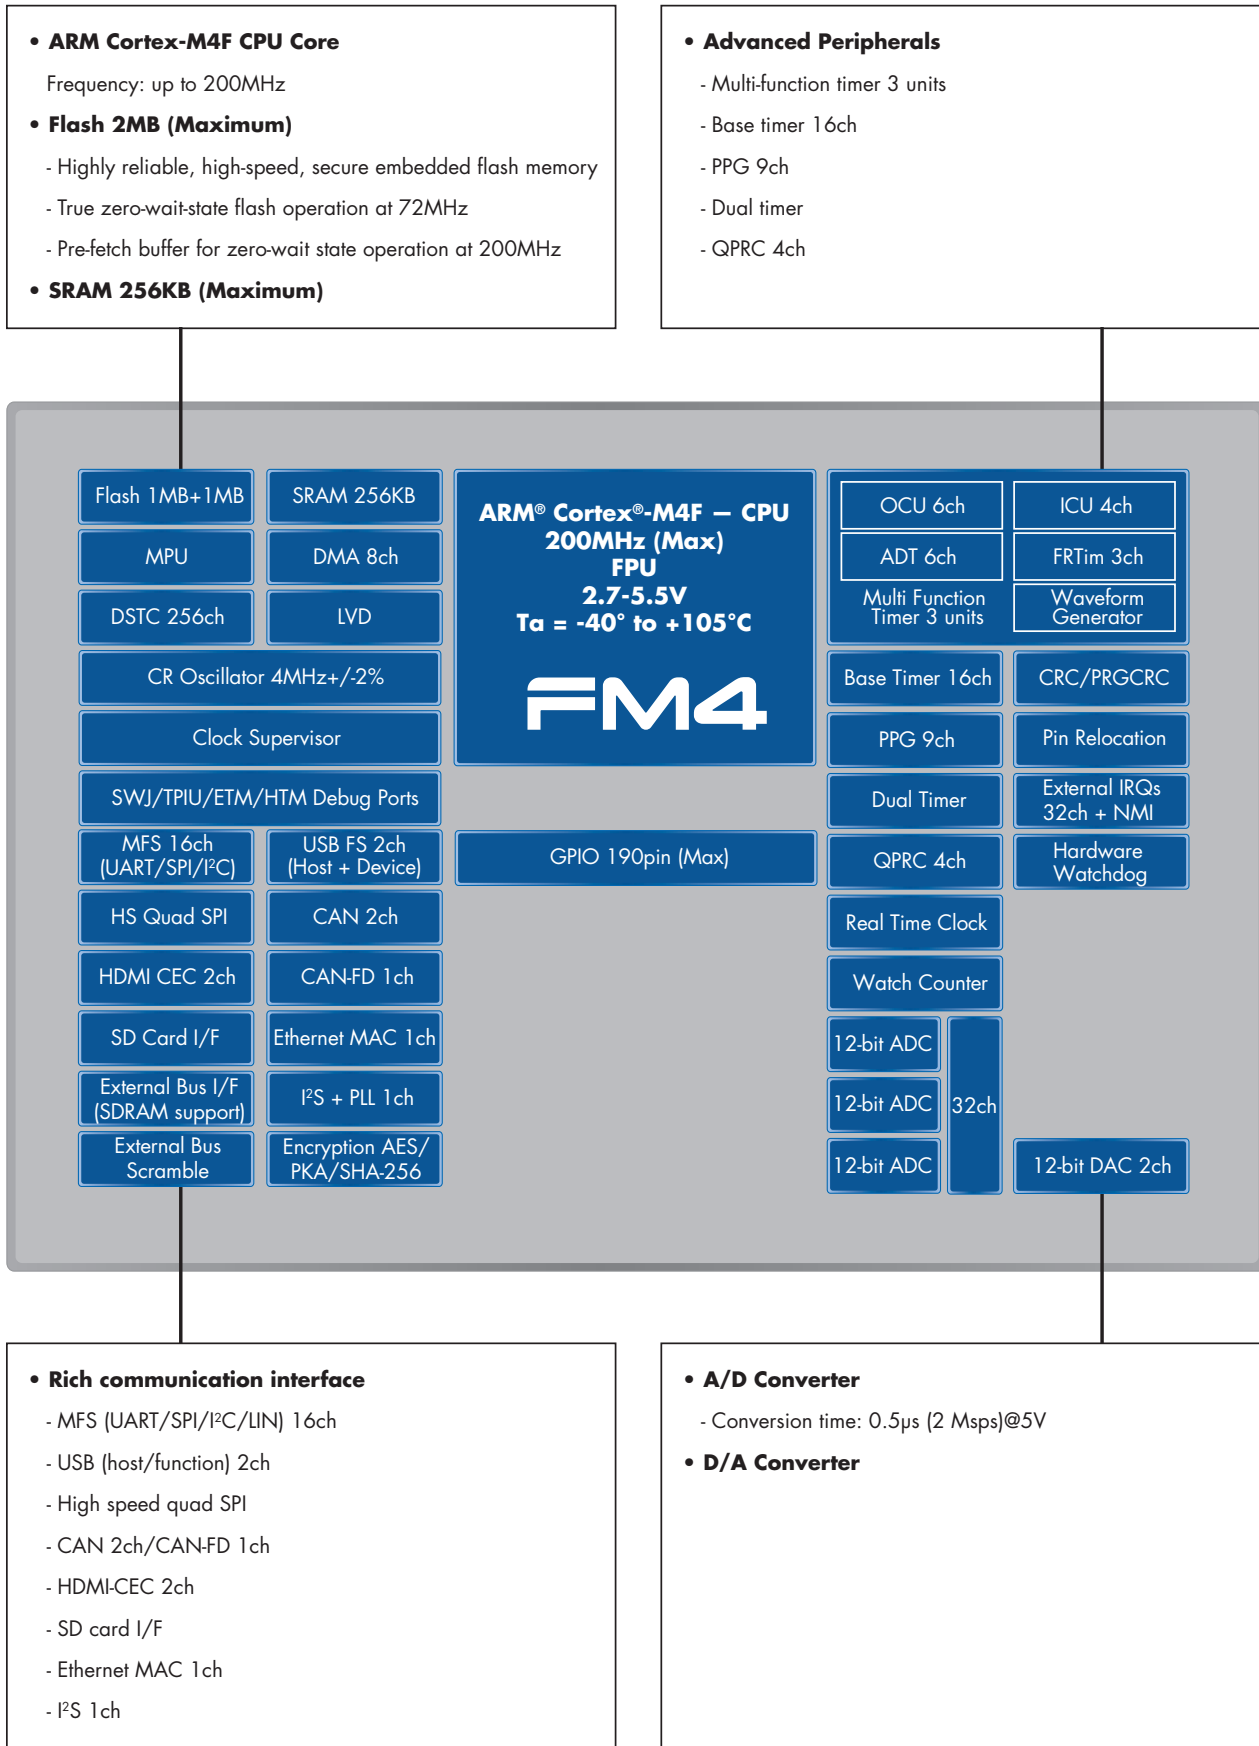 • ARM Cortex-M4F CPU Core
Frequency: up to 200MHz
• Flash 2MB (Maximum)
- Highly reliable, high-speed, secure embedded flash memory
- True zero-wait-state flash operation at 72MHz
- Pre-fetch buffer for zero-wait state operation at 200MHz
• SRAM 256KB (Maximum)
• Advanced Peripherals
- Multi-function timer 3 units
- Base timer 16ch
- PPG 9ch
- Dual timer
- QPRC 4ch
Flash 1MB+1MB
SRAM 256KB
MPU
DMA 8ch
DSTC 256ch
LVD
CR Oscillator 4MHz+/-2%
Clock Supervisor
SWJ/TPIU/ETM/HTM Debug Ports
MFS 16ch
(UART/SPI/I²C)
USB FS 2ch
(Host + Device)
HS Quad SPI
CAN 2ch
HDMI CEC 2ch
CAN-FD 1ch
SD Card I/F
Ethernet MAC 1ch
External Bus I/F
(SDRAM support)
I²S + PLL 1ch
External Bus
Scramble
Encryption AES/
PKA/SHA-256
ARM® Cortex®-M4F — CPU
200MHz (Max)
FPU
2.7-5.5V
Ta = -40° to +105°C
FM4
GPIO 190pin (Max)
OCU 6ch
ICU 4ch
ADT 6ch
FRTim 3ch
Multi Function
Timer 3 units
Waveform
Generator
Base Timer 16ch
CRC/PRGCRC
PPG 9ch
Pin Relocation
Dual Timer
External IRQs
32ch + NMI
QPRC 4ch
Hardware
Watchdog
Real Time Clock
Watch Counter
12-bit ADC
12-bit ADC
12-bit ADC
32ch
12-bit DAC 2ch
• Rich communication interface
- MFS (UART/SPI/I²C/LIN) 16ch
- USB (host/function) 2ch
- High speed quad SPI
- CAN 2ch/CAN-FD 1ch
- HDMI-CEC 2ch
- SD card I/F
- Ethernet MAC 1ch
- I²S 1ch
• A/D Converter
- Conversion time: 0.5µs (2 Msps)@5V
• D/A Converter